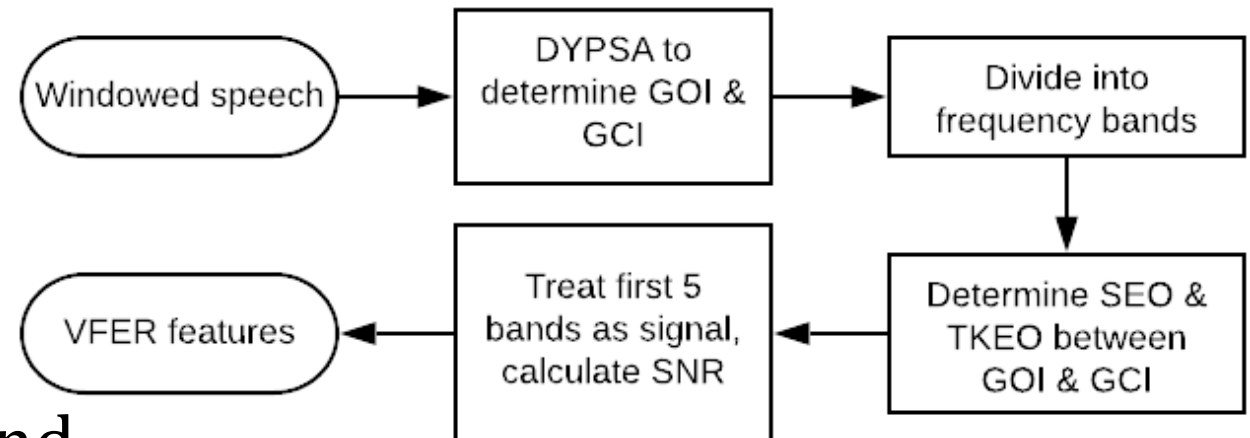 Windowed speech
DYPSA to
determine GOI &
GCI
Divide into
frequency bands
Determine SEO &
TKEO between
GOI & GCI
Treat first 5
bands as signal,
calculate SNR
VFER features